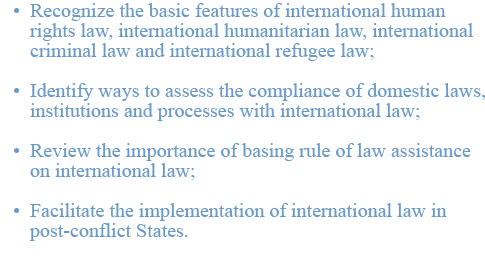 • Recognize the basic features of international human
rights law, international humanitarian law, international
criminal law and international refugee law;
• Identify ways to assess the compliance of domestic laws,
institutions and processes with international law;
• Review the importance of basing rule of law assistance
on international law;
• Facilitate the implementation of international law in
post-conflict States.